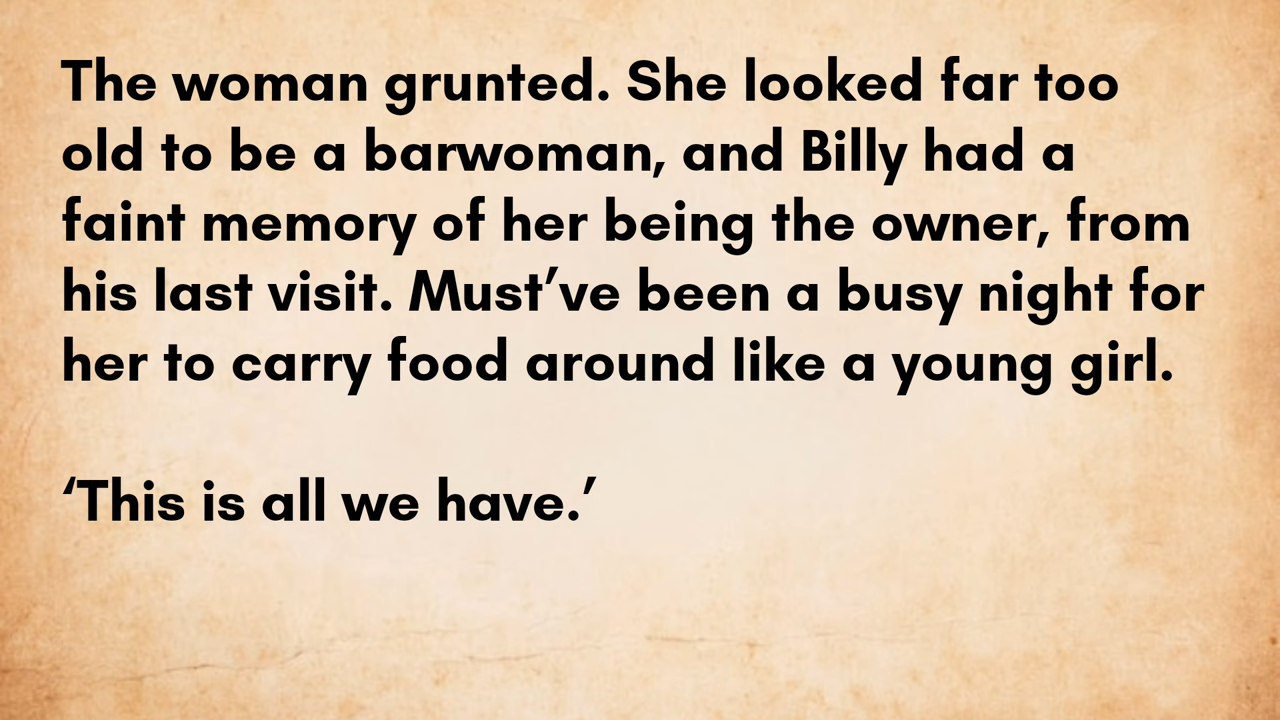 The woman grunted. She looked far too
old to be a barwoman, and Billy had a
faint memory of her being the owner, from
his last visit. Must’ve been a busy night for
her to carry food around like a young girl.
‘This is all we have.’